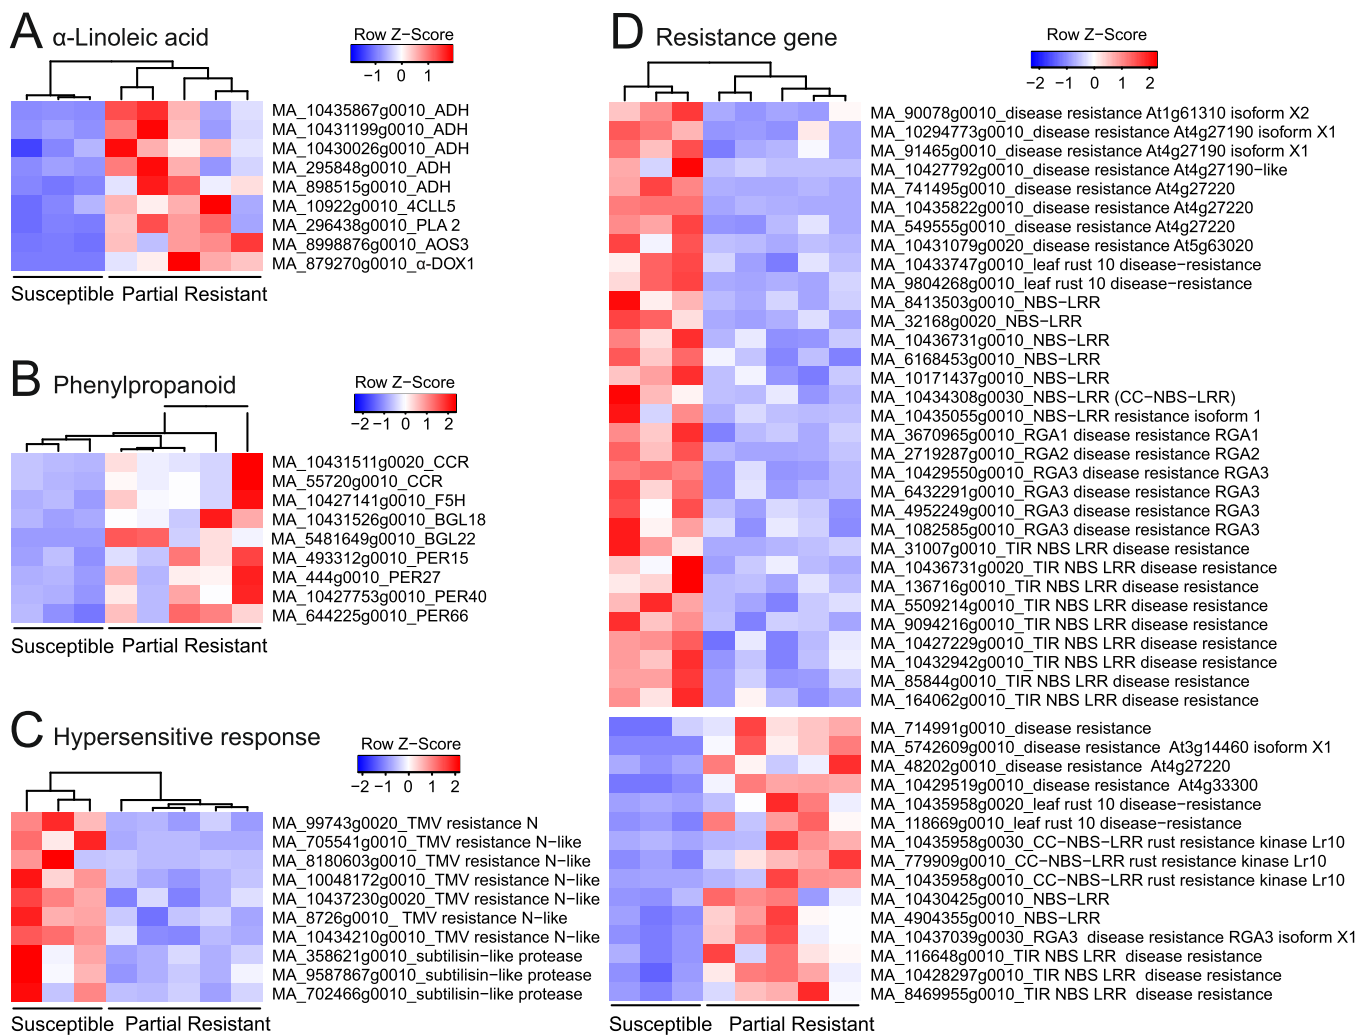 A α-Linoleic acid
Row Z−Score
−1 0 1
MA_10435867g0010_ADH
MA_10431199g0010_ADH
MA_10430026g0010_ADH
MA_295848g0010_ADH
MA_898515g0010_ADH
MA_10922g0010_4CLL5
MA_296438g0010_PLA 2
MA_8998876g0010_AOS3
MA_879270g0010_α-DOX1
Susceptible Partial Resistant
B Phenylpropanoid
Row Z−Score
−2 −1 0 1 2
MA_10431511g0020_CCR
MA_55720g0010_CCR
MA_10427141g0010_F5H
MA_10431526g0010_BGL18
MA_5481649g0010_BGL22
MA_493312g0010_PER15
MA_444g0010_PER27
MA_10427753g0010_PER40
MA_644225g0010_PER66
Susceptible Partial Resistant
C Hypersensitive response
Row Z−Score
−2 −1 0 1 2
MA_99743g0020_TMV resistance N
MA_705541g0010_TMV resistance N−like
MA_8180603g0010_TMV resistance N−like
MA_10048172g0010_TMV resistance N−like
MA_10437230g0020_TMV resistance N−like
MA_8726g0010_ TMV resistance N−like
MA_10434210g0010_TMV resistance N−like
MA_358621g0010_subtilisin−like protease
MA_9587867g0010_subtilisin−like protease
MA_702466g0010_subtilisin−like protease
Susceptible Partial Resistant
D Resistance gene
Row Z−Score
−2 −1 0 1 2
MA_90078g0010_disease resistance At1g61310 isoform X2
MA_10294773g0010_disease resistance At4g27190 isoform X1
MA_91465g0010_disease resistance At4g27190 isoform X1
MA_10427792g0010_disease resistance At4g27190−like
MA_741495g0010_disease resistance At4g27220
MA_10435822g0010_disease resistance At4g27220
MA_549555g0010_disease resistance At4g27220
MA_10431079g0020_disease resistance At5g63020
MA_10433747g0010_leaf rust 10 disease−resistance
MA_9804268g0010_leaf rust 10 disease−resistance
MA_8413503g0010_NBS−LRR
MA_32168g0020_NBS−LRR
MA_10436731g0010_NBS−LRR
MA_6168453g0010_NBS−LRR
MA_10171437g0010_NBS−LRR
MA_10434308g0030_NBS−LRR (CC−NBS−LRR)
MA_10435055g0010_NBS−LRR resistance isoform 1
MA_3670965g0010_RGA1 disease resistance RGA1
MA_2719287g0010_RGA2 disease resistance RGA2
MA_10429550g0010_RGA3 disease resistance RGA3
MA_6432291g0010_RGA3 disease resistance RGA3
MA_4952249g0010_RGA3 disease resistance RGA3
MA_1082585g0010_RGA3 disease resistance RGA3
MA_31007g0010_TIR NBS LRR disease resistance
MA_10436731g0020_TIR NBS LRR disease resistance
MA_136716g0010_TIR NBS LRR disease resistance
MA_5509214g0010_TIR NBS LRR disease resistance
MA_9094216g0010_TIR NBS LRR disease resistance
MA_10427229g0010_TIR NBS LRR disease resistance
MA_10432942g0010_TIR NBS LRR disease resistance
MA_85844g0010_TIR NBS LRR disease resistance
MA_164062g0010_TIR NBS LRR disease resistance
MA_714991g0010_disease resistance
MA_5742609g0010_disease resistance At3g14460 isoform X1
MA_48202g0010_disease resistance At4g27220
MA_10429519g0010_disease resistance At4g33300
MA_10435958g0020_leaf rust 10 disease−resistance
MA_118669g0010_leaf rust 10 disease−resistance
MA_10435958g0030_CC−NBS−LRR rust resistance kinase Lr10
MA_779909g0010_CC−NBS−LRR rust resistance kinase Lr10
MA_10435958g0010_CC−NBS−LRR rust resistance kinase Lr10
MA_10430425g0010_NBS−LRR
MA_4904355g0010_NBS−LRR
MA_10437039g0030_RGA3 disease resistance RGA3 isoform X1
MA_116648g0010_TIR NBS LRR disease resistance
MA_10428297g0010_TIR NBS LRR disease resistance
MA_8469955g0010_TIR NBS LRR disease resistance
Susceptible Partial Resistant